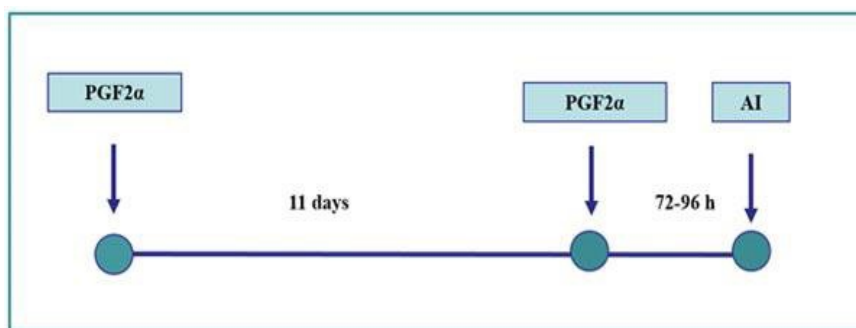 PGF2α
PGF2α
AI
11 days
72-96 h